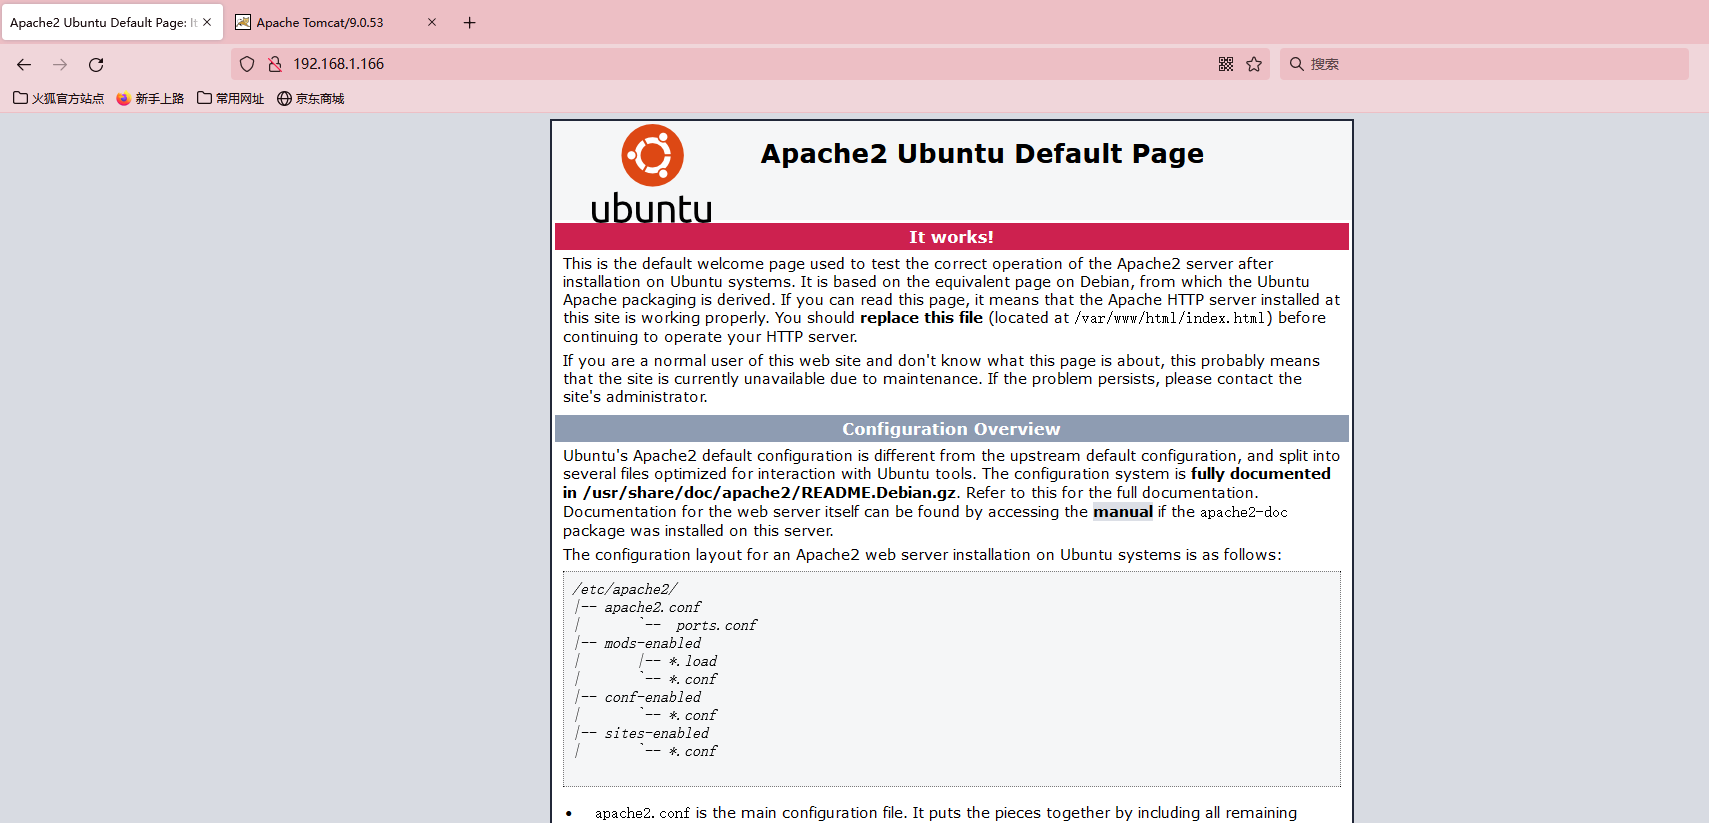 Apache2 Ubuntu Default Page: It
Apache Tomcat/9.0.53
192.168.1.166
搜索
火狐官方站点 新手上路 常用网址 京东商城
ubuntu
Apache2 Ubuntu Default Page
It works!
This is the default welcome page used to test the correct operation of the Apache2 server after
installation on Ubuntu systems. It is based on the equivalent page on Debian, from which the Ubuntu
Apache packaging is derived. If you can read this page, it means that the Apache HTTP server installed at
this site is working properly. You should replace this file (located at /var/www/html/index.html) before
continuing to operate your HTTP server.
If you are a normal user of this web site and don't know what this page is about, this probably means
that the site is currently unavailable due to maintenance. If the problem persists, please contact the
site's administrator.
Configuration Overview
Ubuntu's Apache2 default configuration is different from the upstream default configuration, and split into
several files optimized for interaction with Ubuntu tools. The configuration system is fully documented
in /usr/share/doc/apache2/README.Debian.gz. Refer to this for the full documentation.
Documentation for the web server itself can be found by accessing the manual if the apache2-doc
package was installed on this server.
The configuration layout for an Apache2 web server installation on Ubuntu systems is as follows:
/etc/apache2/
|-- apache2.conf
|       `--  ports.conf
|-- mods-enabled
|       |-- *.load
|       `-- *.conf
|-- conf-enabled
|       `-- *.conf
|-- sites-enabled
|       `-- *.conf
• apache2.conf is the main configuration file. It puts the pieces together by including all remaining